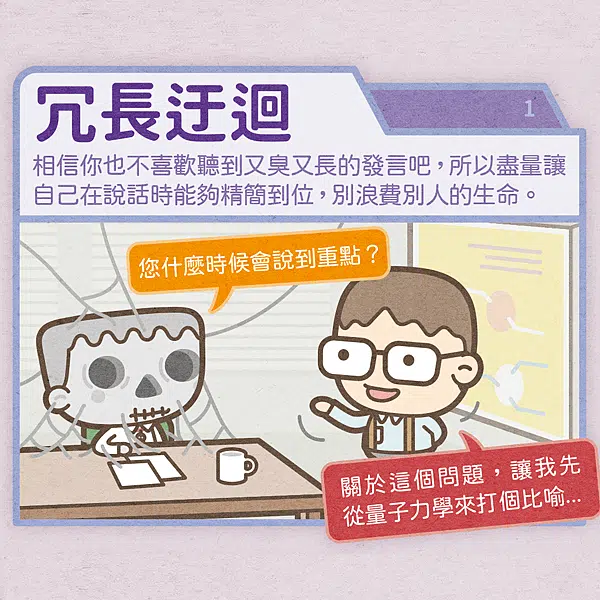 冗長迂迴
1
相信你也不喜歡聽到又臭又長的發言吧，所以盡量讓
自己在說話時能夠精簡到位，別浪費別人的生命。
您什麼時候會說到重點？
關於這個問題，讓我先
從量子力學來打個比喻...